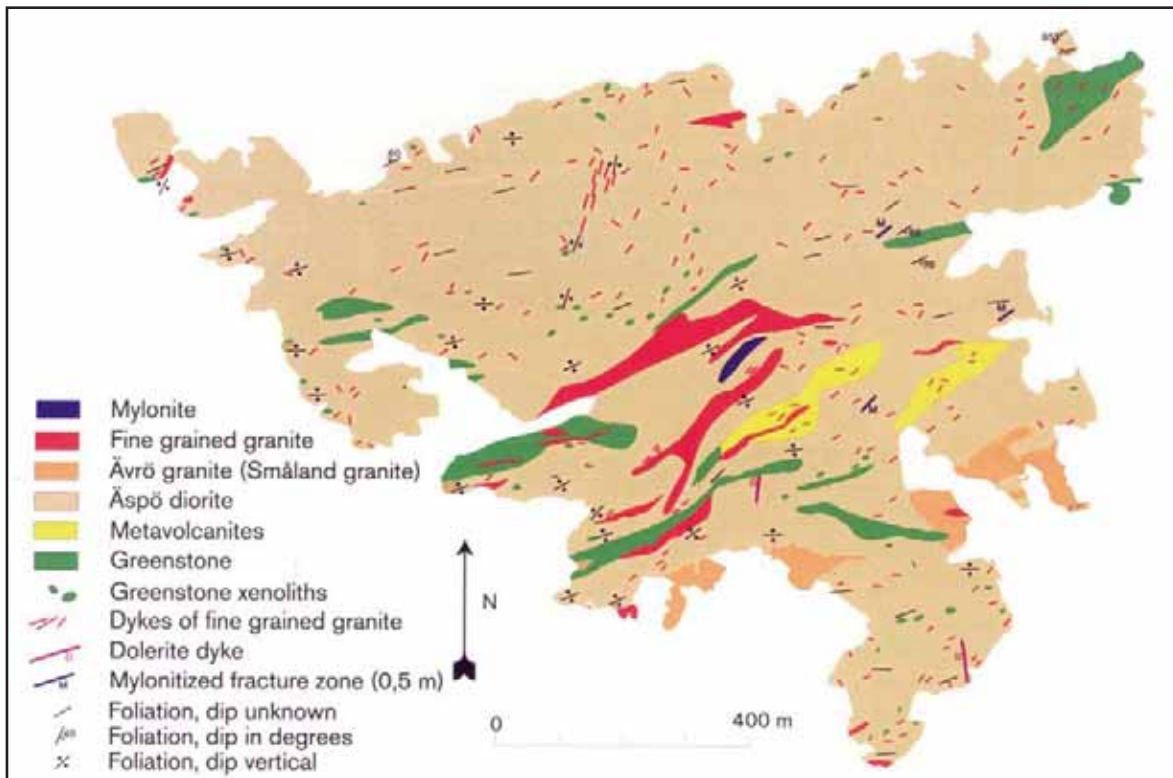 Mylonite
Fine grained granite
Ävrö granite (Småland granite)
Äspö diorite
Metavolcanites
Greenstone
Greenstone xenoliths
Dykes of fine grained granite
Dolerite dyke
Mylonitized fracture zone (0,5 m)
Foliation, dip unknown
Foliation, dip in degrees
Foliation, dip vertical
N
0 400 m
M
M
M